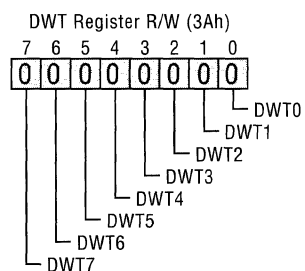 DWT Register R/W (3Ah)
7 6 5 4 3 2 1 0
0 0 0 0 0 0 0 0
DWT0
DWT1
DWT2
DWT3
DWT4
DWT5
DWT6
DWT7